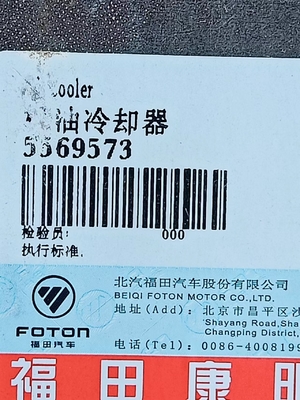 Cooler
油冷却器
5569573
检验员: 000
执行标准.
北汽福田汽车股份有限公司
BEIQI FOTON MOTOR CO.,LTD.
地址(Add): 北京市昌平区沙
'Shayang Road,Sha
Changping District,
电话(Tel): 0086-4008199
FOTON
福田汽车
福田康明